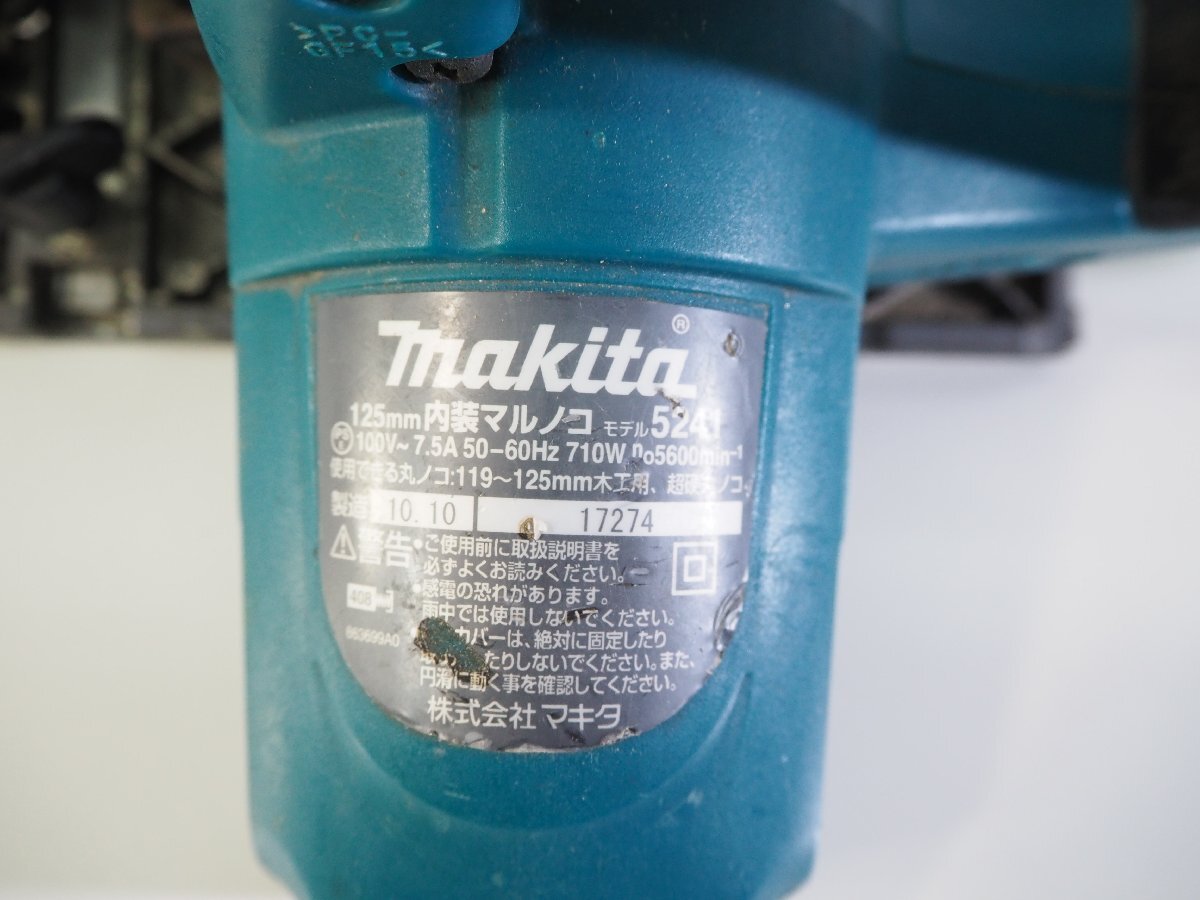 >PC-
GF15<
makita®
125mm 内装マルノコ モデル 5241
100V~ 7.5A 50-60Hz 710W n₀5600min⁻¹
使用できる丸ノコ:119~125mm木工用、超硬丸ノコ
製造 10.10 17274
⚠警告 •ご使用前に取扱説明書を
必ずよくお読みください。
•感電の恐れがあります。
408 雨中では使用しないでください。
863699A0 カバーは、絶対に固定したり
たりしないでください。また、
円滑に動く事を確認してください。
株式会社 マキタ